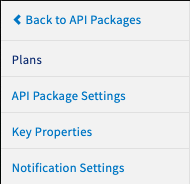 Back to API Packages
Plans
API Package Settings
Key Properties
Notification Settings